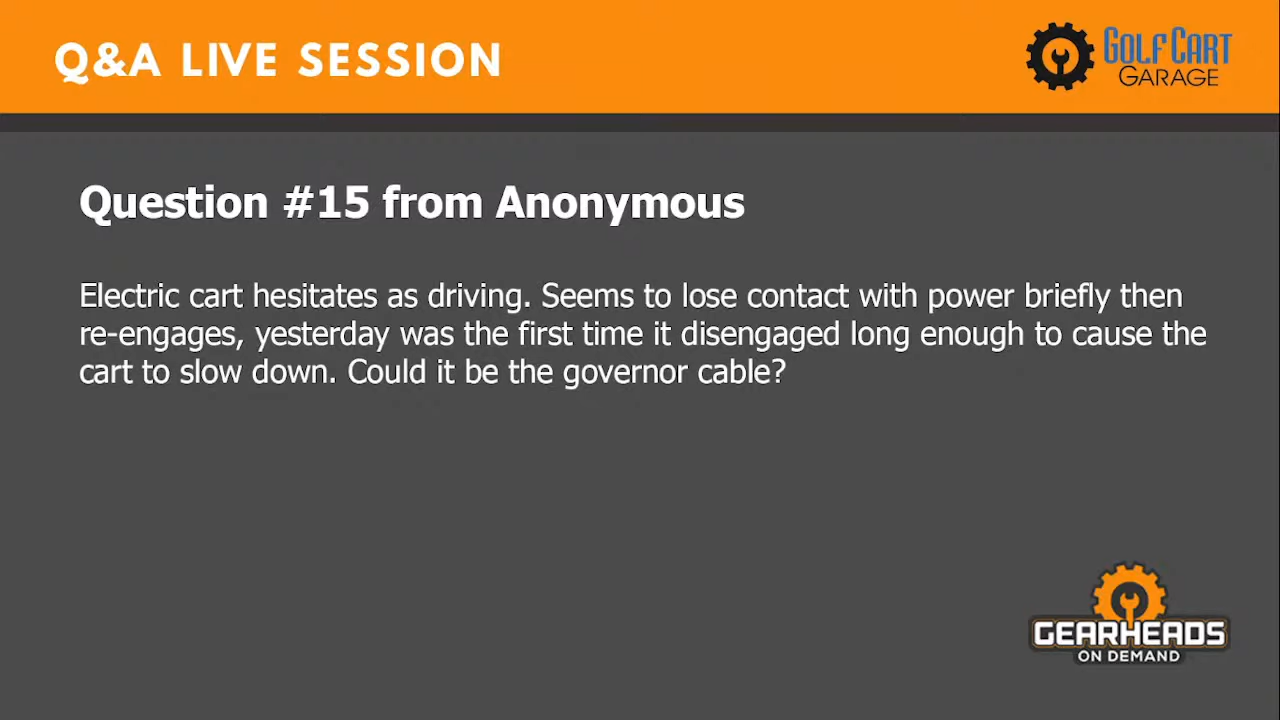 Q&A LIVE SESSION
GOLF CART
GARAGE
Question #15 from Anonymous
Electric cart hesitates as driving. Seems to lose contact with power briefly then
re-engages, yesterday was the first time it disengaged long enough to cause the
cart to slow down. Could it be the governor cable?
GEARHEADS
ON DEMAND